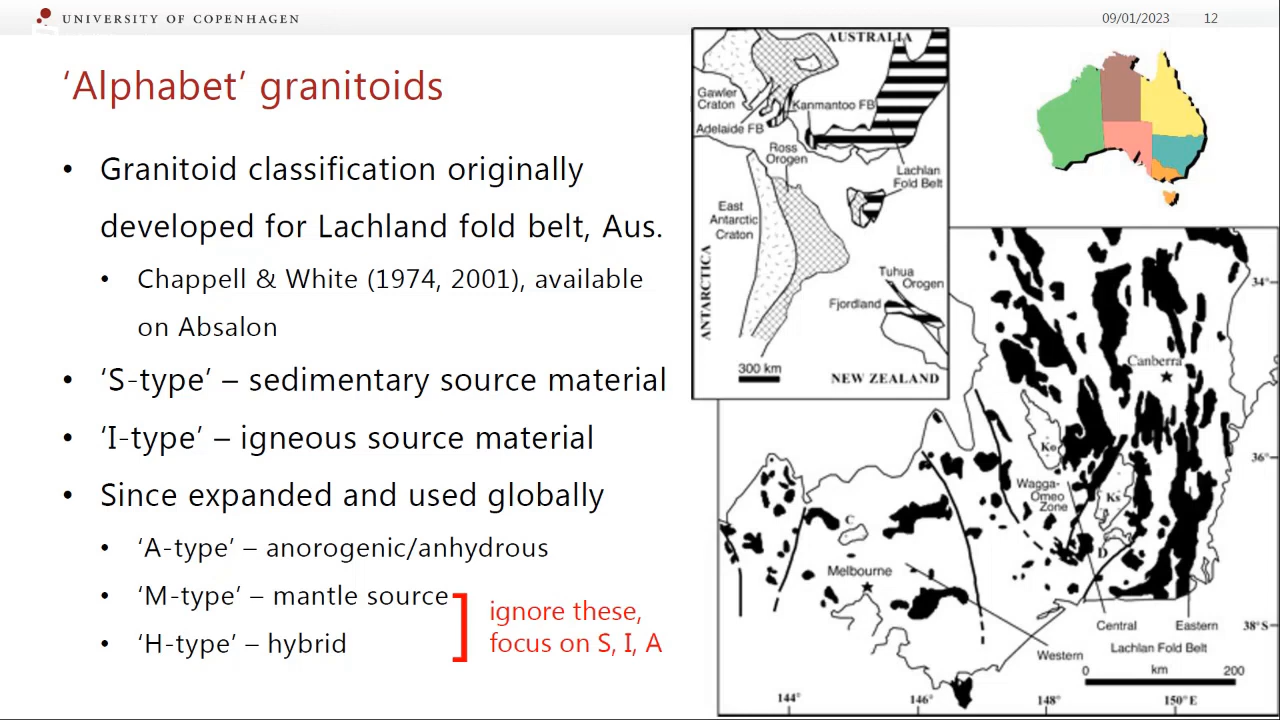 UNIVERSITY OF COPENHAGEN
09/01/2023 12
‘Alphabet’ granitoids
• Granitoid classification originally
developed for Lachland fold belt, Aus.
• Chappell & White (1974, 2001), available
on Absalon
• ‘S-type’ – sedimentary source material
• ‘I-type’ – igneous source material
• Since expanded and used globally
• ‘A-type’ – anorogenic/anhydrous
• ‘M-type’ – mantle source
• ‘H-type’ – hybrid
ignore these,
focus on S, I, A
AUSTRALIA
Gawler
Craton
Kanmantoo FB
Adelaide FB
Ross
Orogen
Lachlan
Fold Belt
East
Antarctic
Craton
ANTARCTICA
Tuhua
Orogen
Fjordland
300 km
NEW ZEALAND
34°
Canberra
36°
Ko
Wagga-
Omeo
Zone
Ks
C
D
Melbourne
Central
Eastern
38°S
Lachlan Fold Belt
Western
0 km 200
144° 146° 148° 150°E